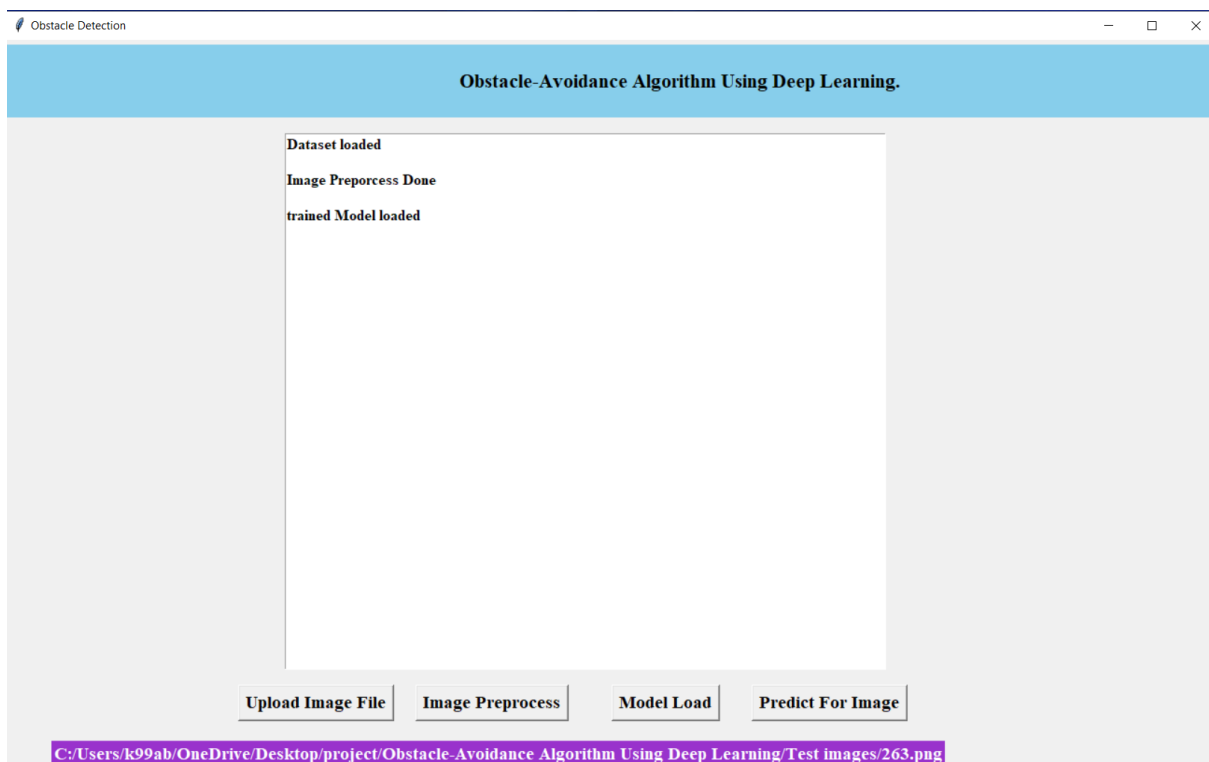 Obstacle Detection
Obstacle-Avoidance Algorithm Using Deep Learning.
Dataset loaded
Image Preporcess Done
trained Model loaded
Upload Image File Image Preprocess Model Load Predict For Image
C:/Users/k99ab/OneDrive/Desktop/project/Obstacle-Avoidance Algorithm Using Deep Learning/Test images/263.png